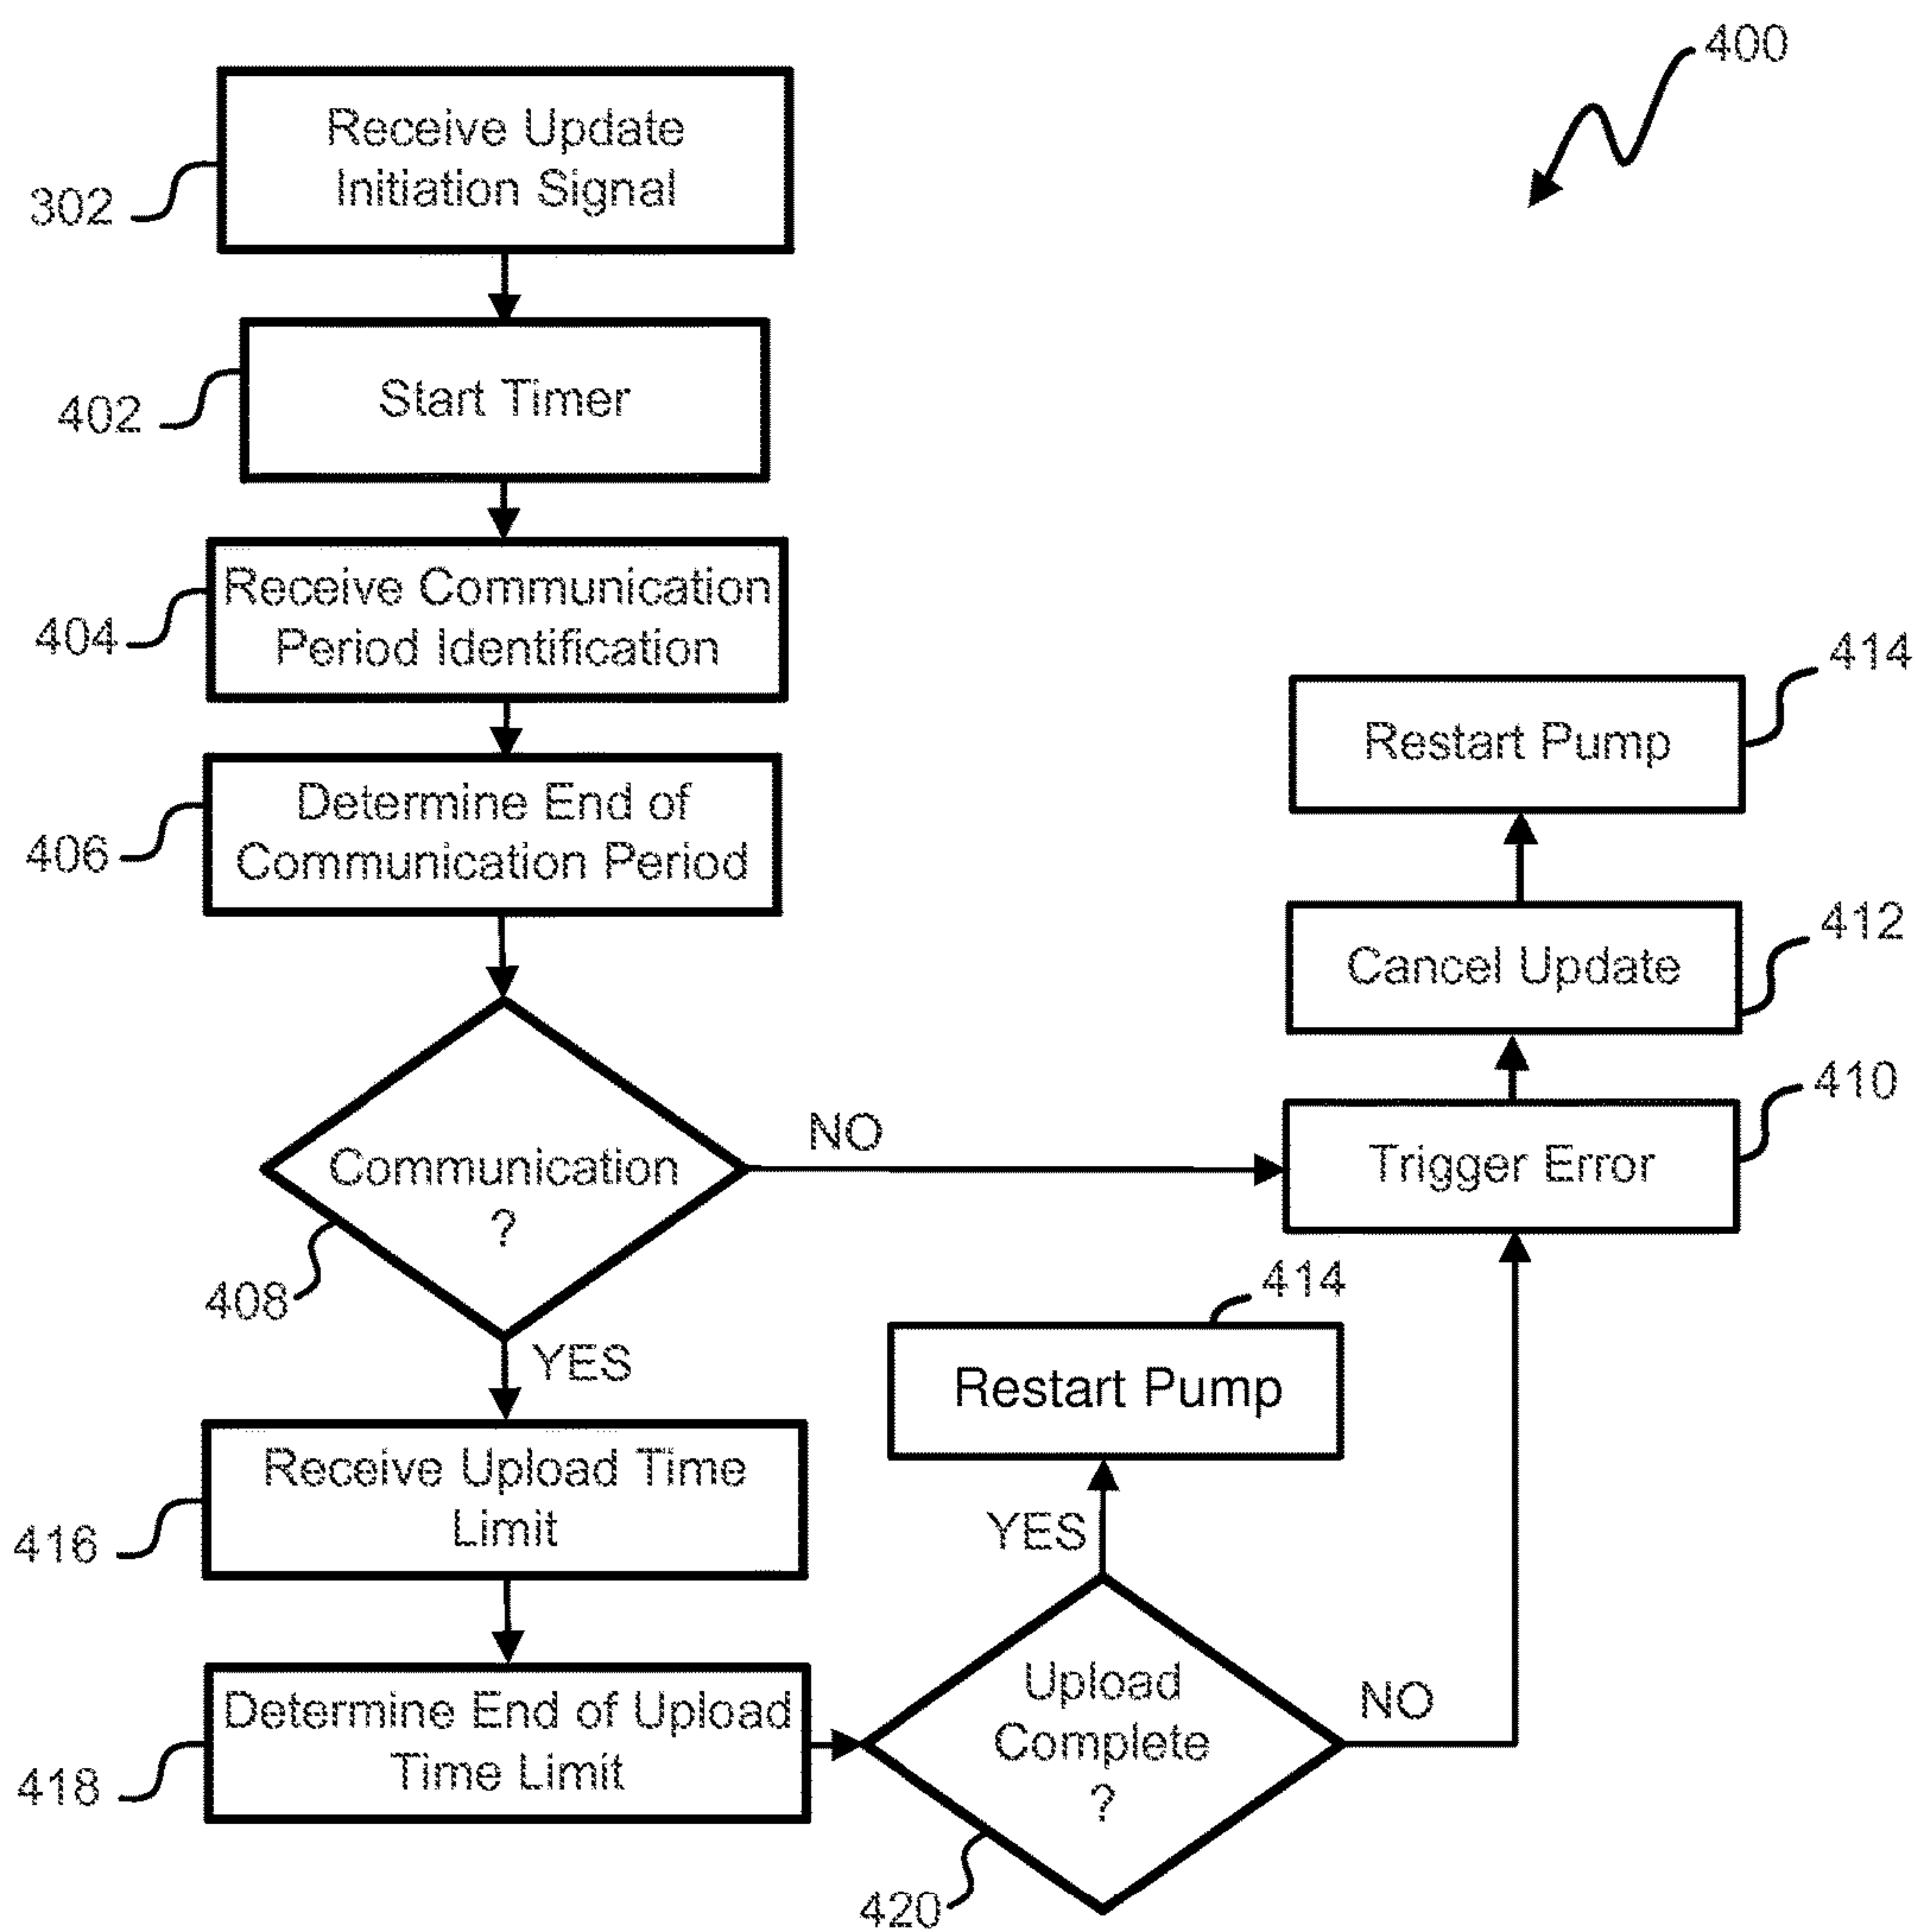 400
Receive Update
Initiation Signal
302
Start Timer
402
Receive Communication
Period Identification
404
Determine End of
Communication Period
406
Communication
?
408
NO
YES
Restart Pump
414
Cancel Update
412
Trigger Error
410
Receive Upload Time
Limit
416
Determine End of Upload
Time Limit
418
Upload
Complete
?
420
YES
NO
Restart Pump
414